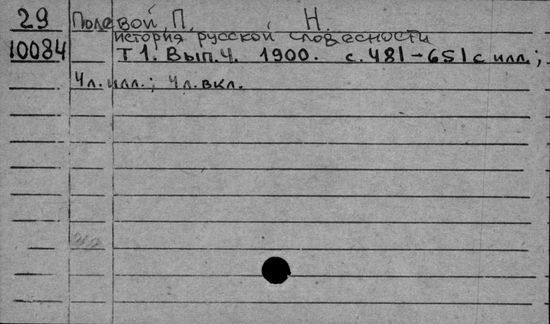 29 Полевой, П. Н.
История русской словесности
10084 Т 1. Вып. 4. 1900. с. 481-651 с илл.;
4 л. илл.; 4 л. вкл.